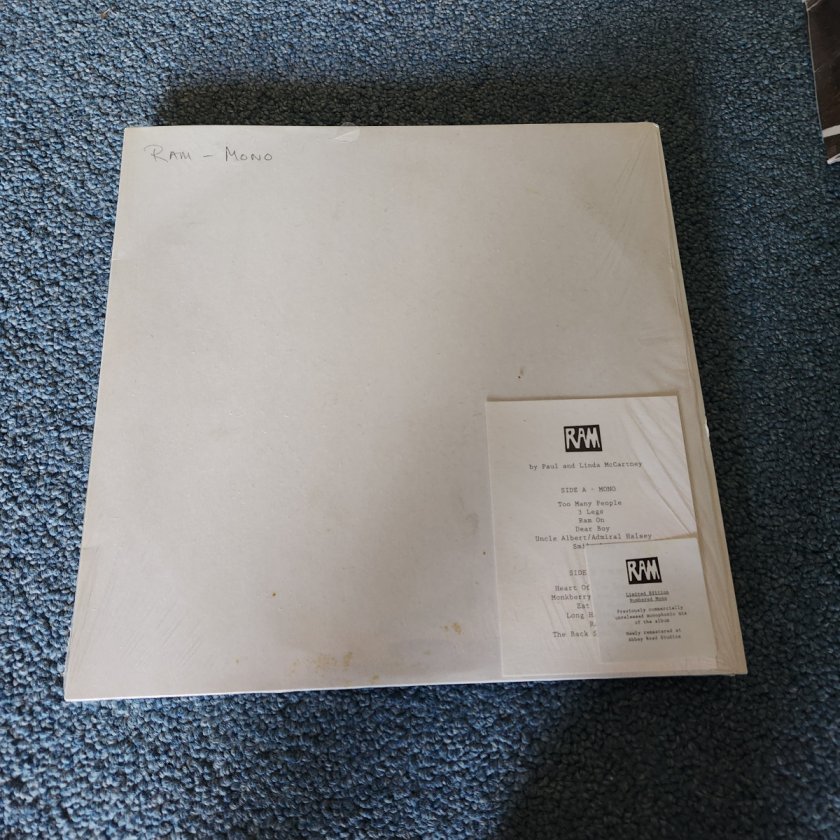 RAM - MONO
RAM
by Paul and Linda McCartney
SIDE A - MONO
Too Many People
3 Legs
Ram On
Dear Boy
Uncle Albert/Admiral Halsey
SIDE
Heart Of
Monkberry
Eat
Long
The Back
RAM
Limited Edition
Numbered Mono
Previously commercially
unreleased monophonic mix
of the album
Newly remastered at
Abbey Road Studios